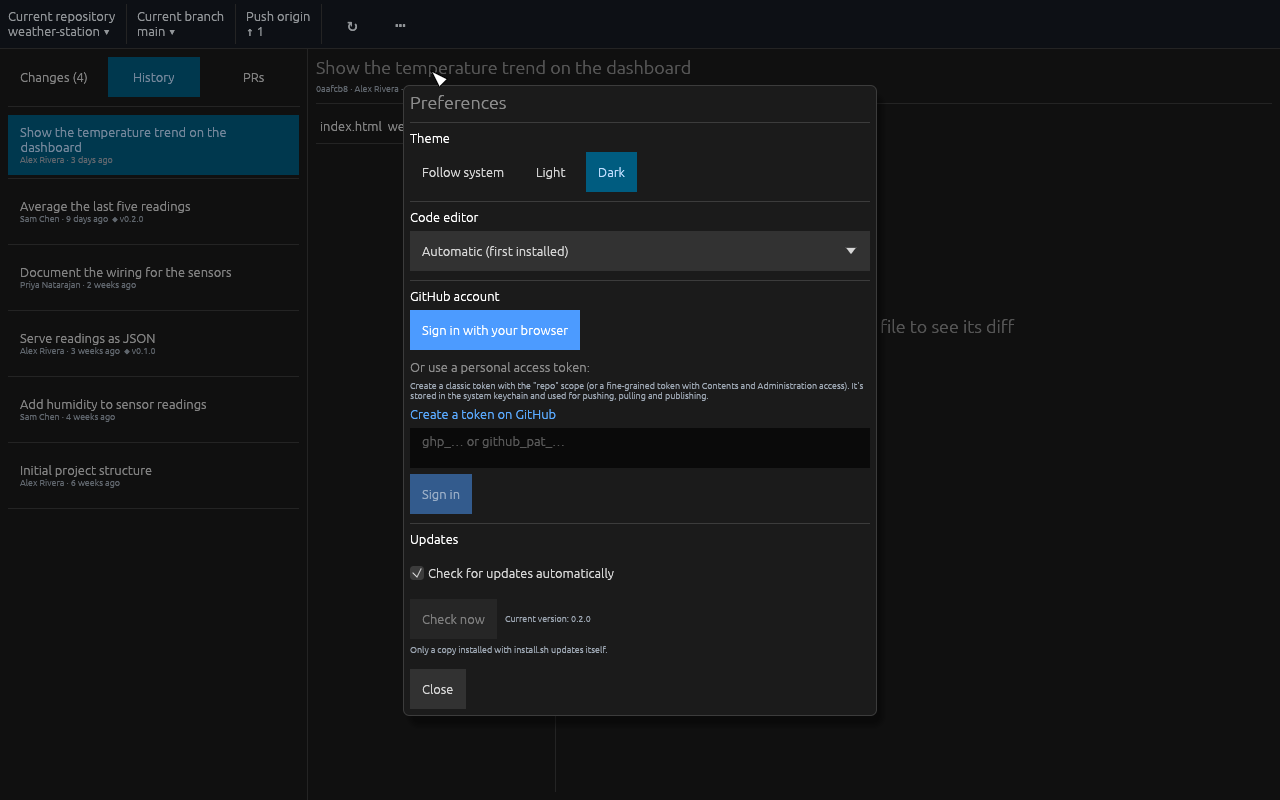 Current repository
weather-station ▾
Current branch
main ▾
Push origin
↑ 1
↻
···
Changes (4)
History
PRs
Show the temperature trend on the
dashboard
Alex Rivera · 3 days ago
Average the last five readings
Sam Chen · 9 days ago ◆ v0.2.0
Document the wiring for the sensors
Priya Natarajan · 2 weeks ago
Serve readings as JSON
Alex Rivera · 3 weeks ago ◆ v0.1.0
Add humidity to sensor readings
Sam Chen · 4 weeks ago
Initial project structure
Alex Rivera · 6 weeks ago
Show the temperature trend on the dashboard
0aafcb8 · Alex Rivera ·
index.html we
file to see its diff
Preferences
Theme
Follow system
Light
Dark
Code editor
Automatic (first installed)
GitHub account
Sign in with your browser
Or use a personal access token:
Create a classic token with the "repo" scope (or a fine-grained token with Contents and Administration access). It's
stored in the system keychain and used for pushing, pulling and publishing.
Create a token on GitHub
ghp_… or github_pat_…
Sign in
Updates
Check for updates automatically
Check now
Current version: 0.2.0
Only a copy installed with install.sh updates itself.
Close